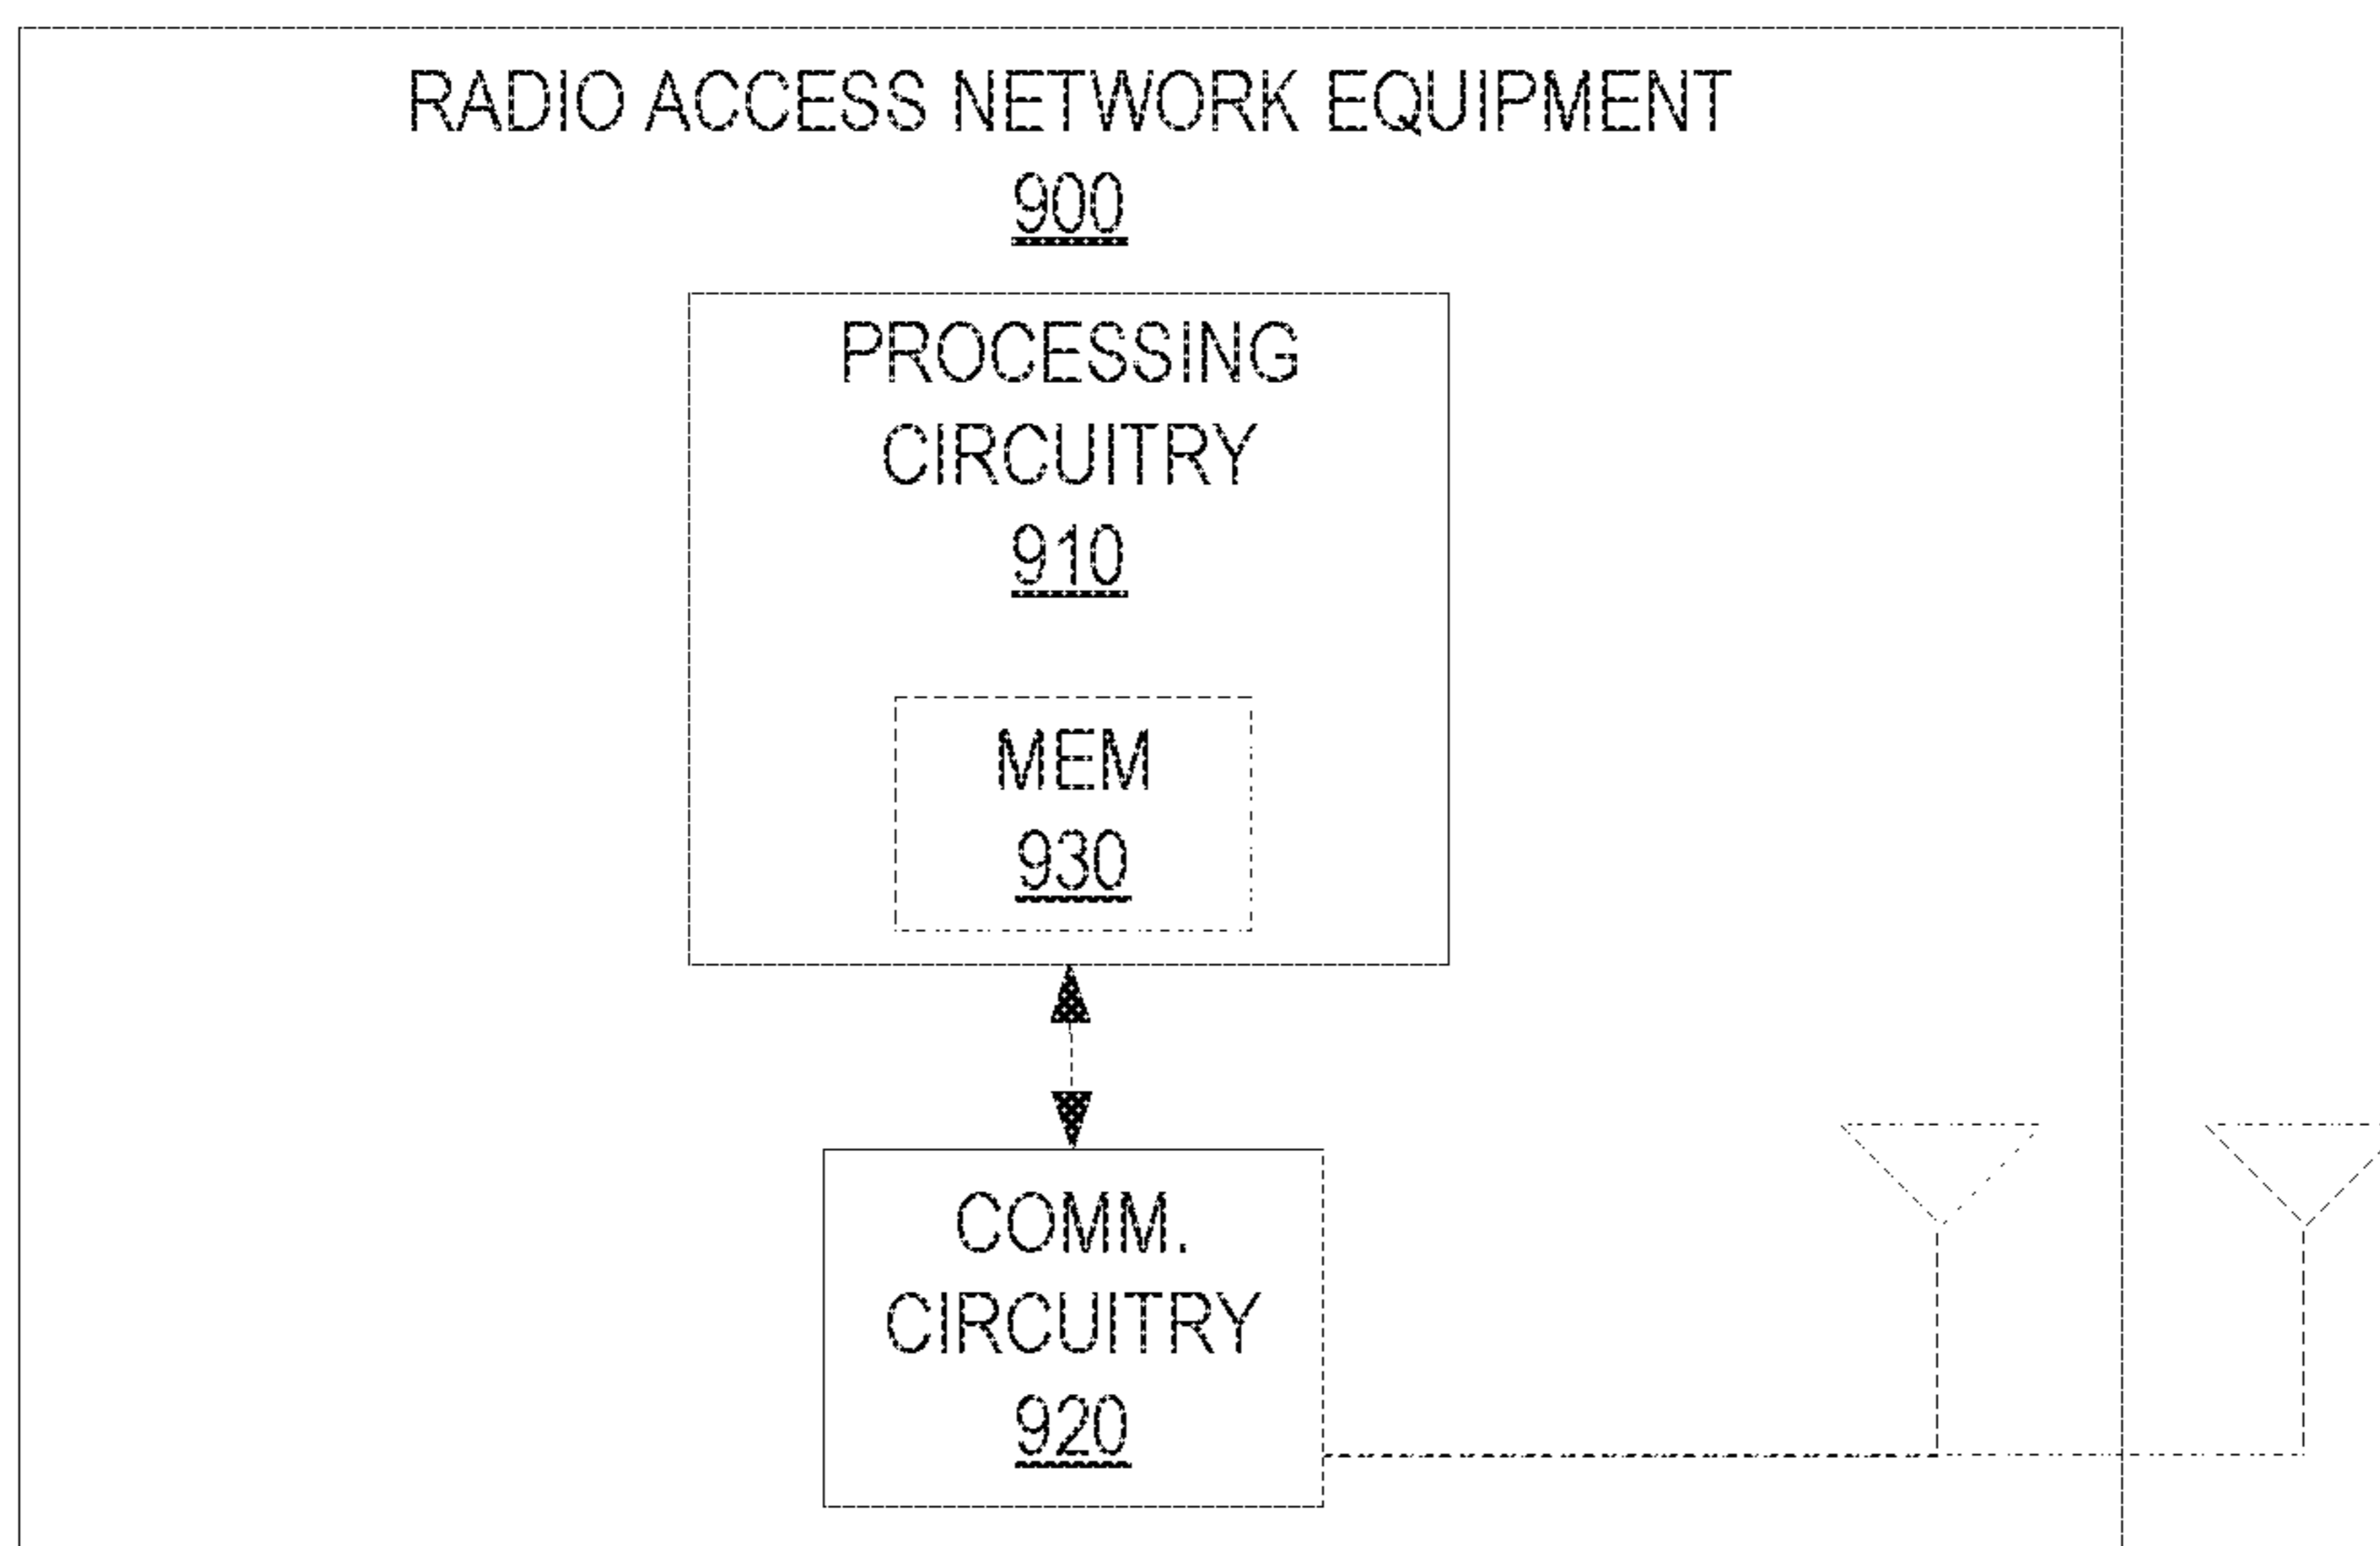 RADIO ACCESS NETWORK EQUIPMENT
900
PROCESSING
CIRCUITRY
910
MEM
930
COMM.
CIRCUITRY
920